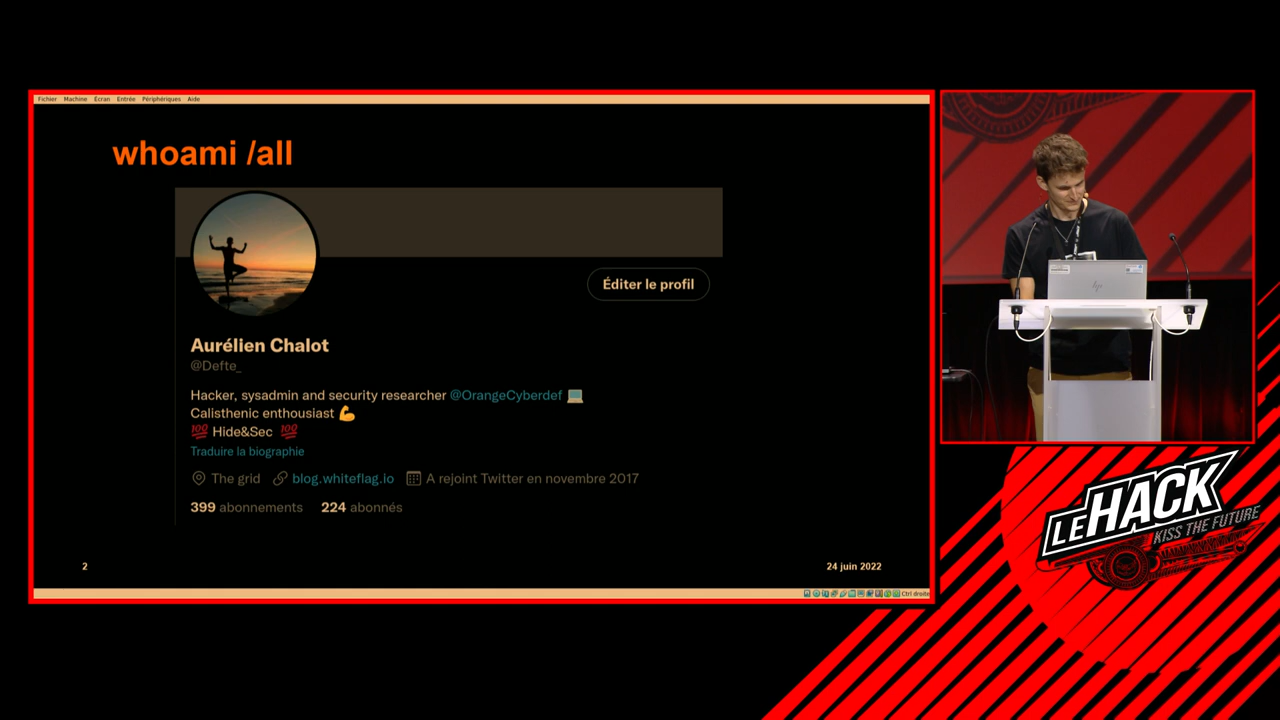 Fichier Machine Écran Entrée Périphériques Aide
whoami /all
Éditer le profil
Aurélien Chalot
@Defte_
Hacker, sysadmin and security researcher @OrangeCyberdef 💻
Calisthenic enthousiast 💪
💯 Hide&Sec 💯
Traduire la biographie
The grid blog.whiteflag.io A rejoint Twitter en novembre 2017
399 abonnements 224 abonnés
2 24 juin 2022
Ctrl droite
hp
LEHACK
KISS THE FUTURE